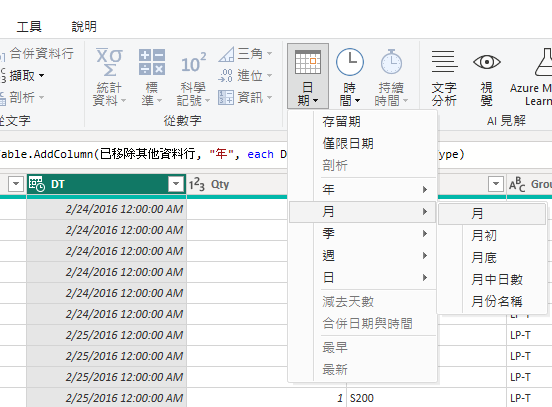 工具 說明
合併資料行
擷取
剖析
從文字
統計資料
標準
科學記號
三角
進位
資訊
從數字
日期
時間
持續時間
文字分析
視覺
Azure M
Learn
AI 見解
able.AddColumn(已移除其他資料行, "年", each D
ype)
DT
123 Qty
ABC Grou
2/24/2016 12:00:00 AM
2/24/2016 12:00:00 AM
2/24/2016 12:00:00 AM
2/24/2016 12:00:00 AM
2/24/2016 12:00:00 AM
2/24/2016 12:00:00 AM
2/25/2016 12:00:00 AM
2/25/2016 12:00:00 AM
2/25/2016 12:00:00 AM
2/25/2016 12:00:00 AM 1 S200 LP-T
存留期
僅限日期
剖析
年
月
季
週
日
減去天數
合併日期與時間
最早
最新
月
月初
月底
月中日數
月份名稱
LP-T
LP-T
LP-T